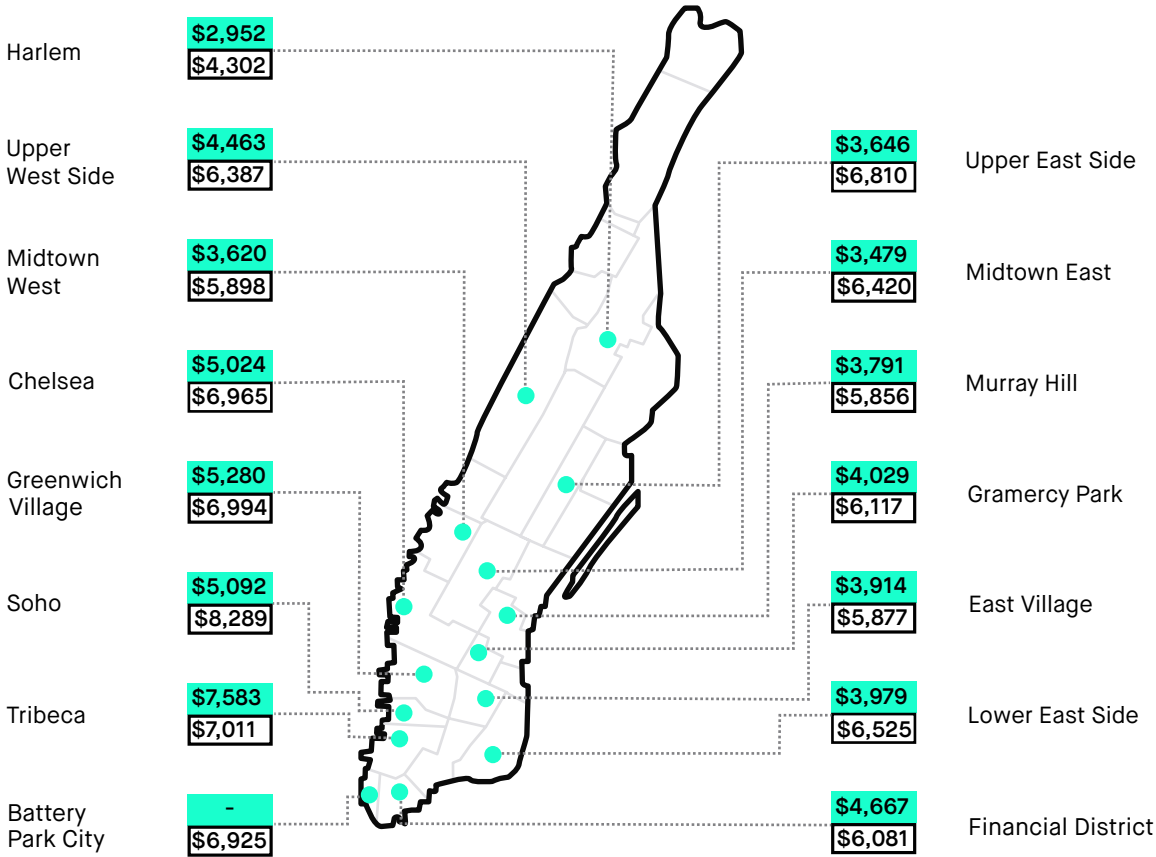 Harlem
$2,952
$4,302
Upper
West Side
$4,463
$6,387
Midtown
West
$3,620
$5,898
Chelsea
$5,024
$6,965
Greenwich
Village
$5,280
$6,994
Soho
$5,092
$8,289
Tribeca
$7,583
$7,011
Battery
Park City
-
$6,925
$3,646
$6,810
Upper East Side
$3,479
$6,420
Midtown East
$3,791
$5,856
Murray Hill
$4,029
$6,117
Gramercy Park
$3,914
$5,877
East Village
$3,979
$6,525
Lower East Side
$4,667
$6,081
Financial District